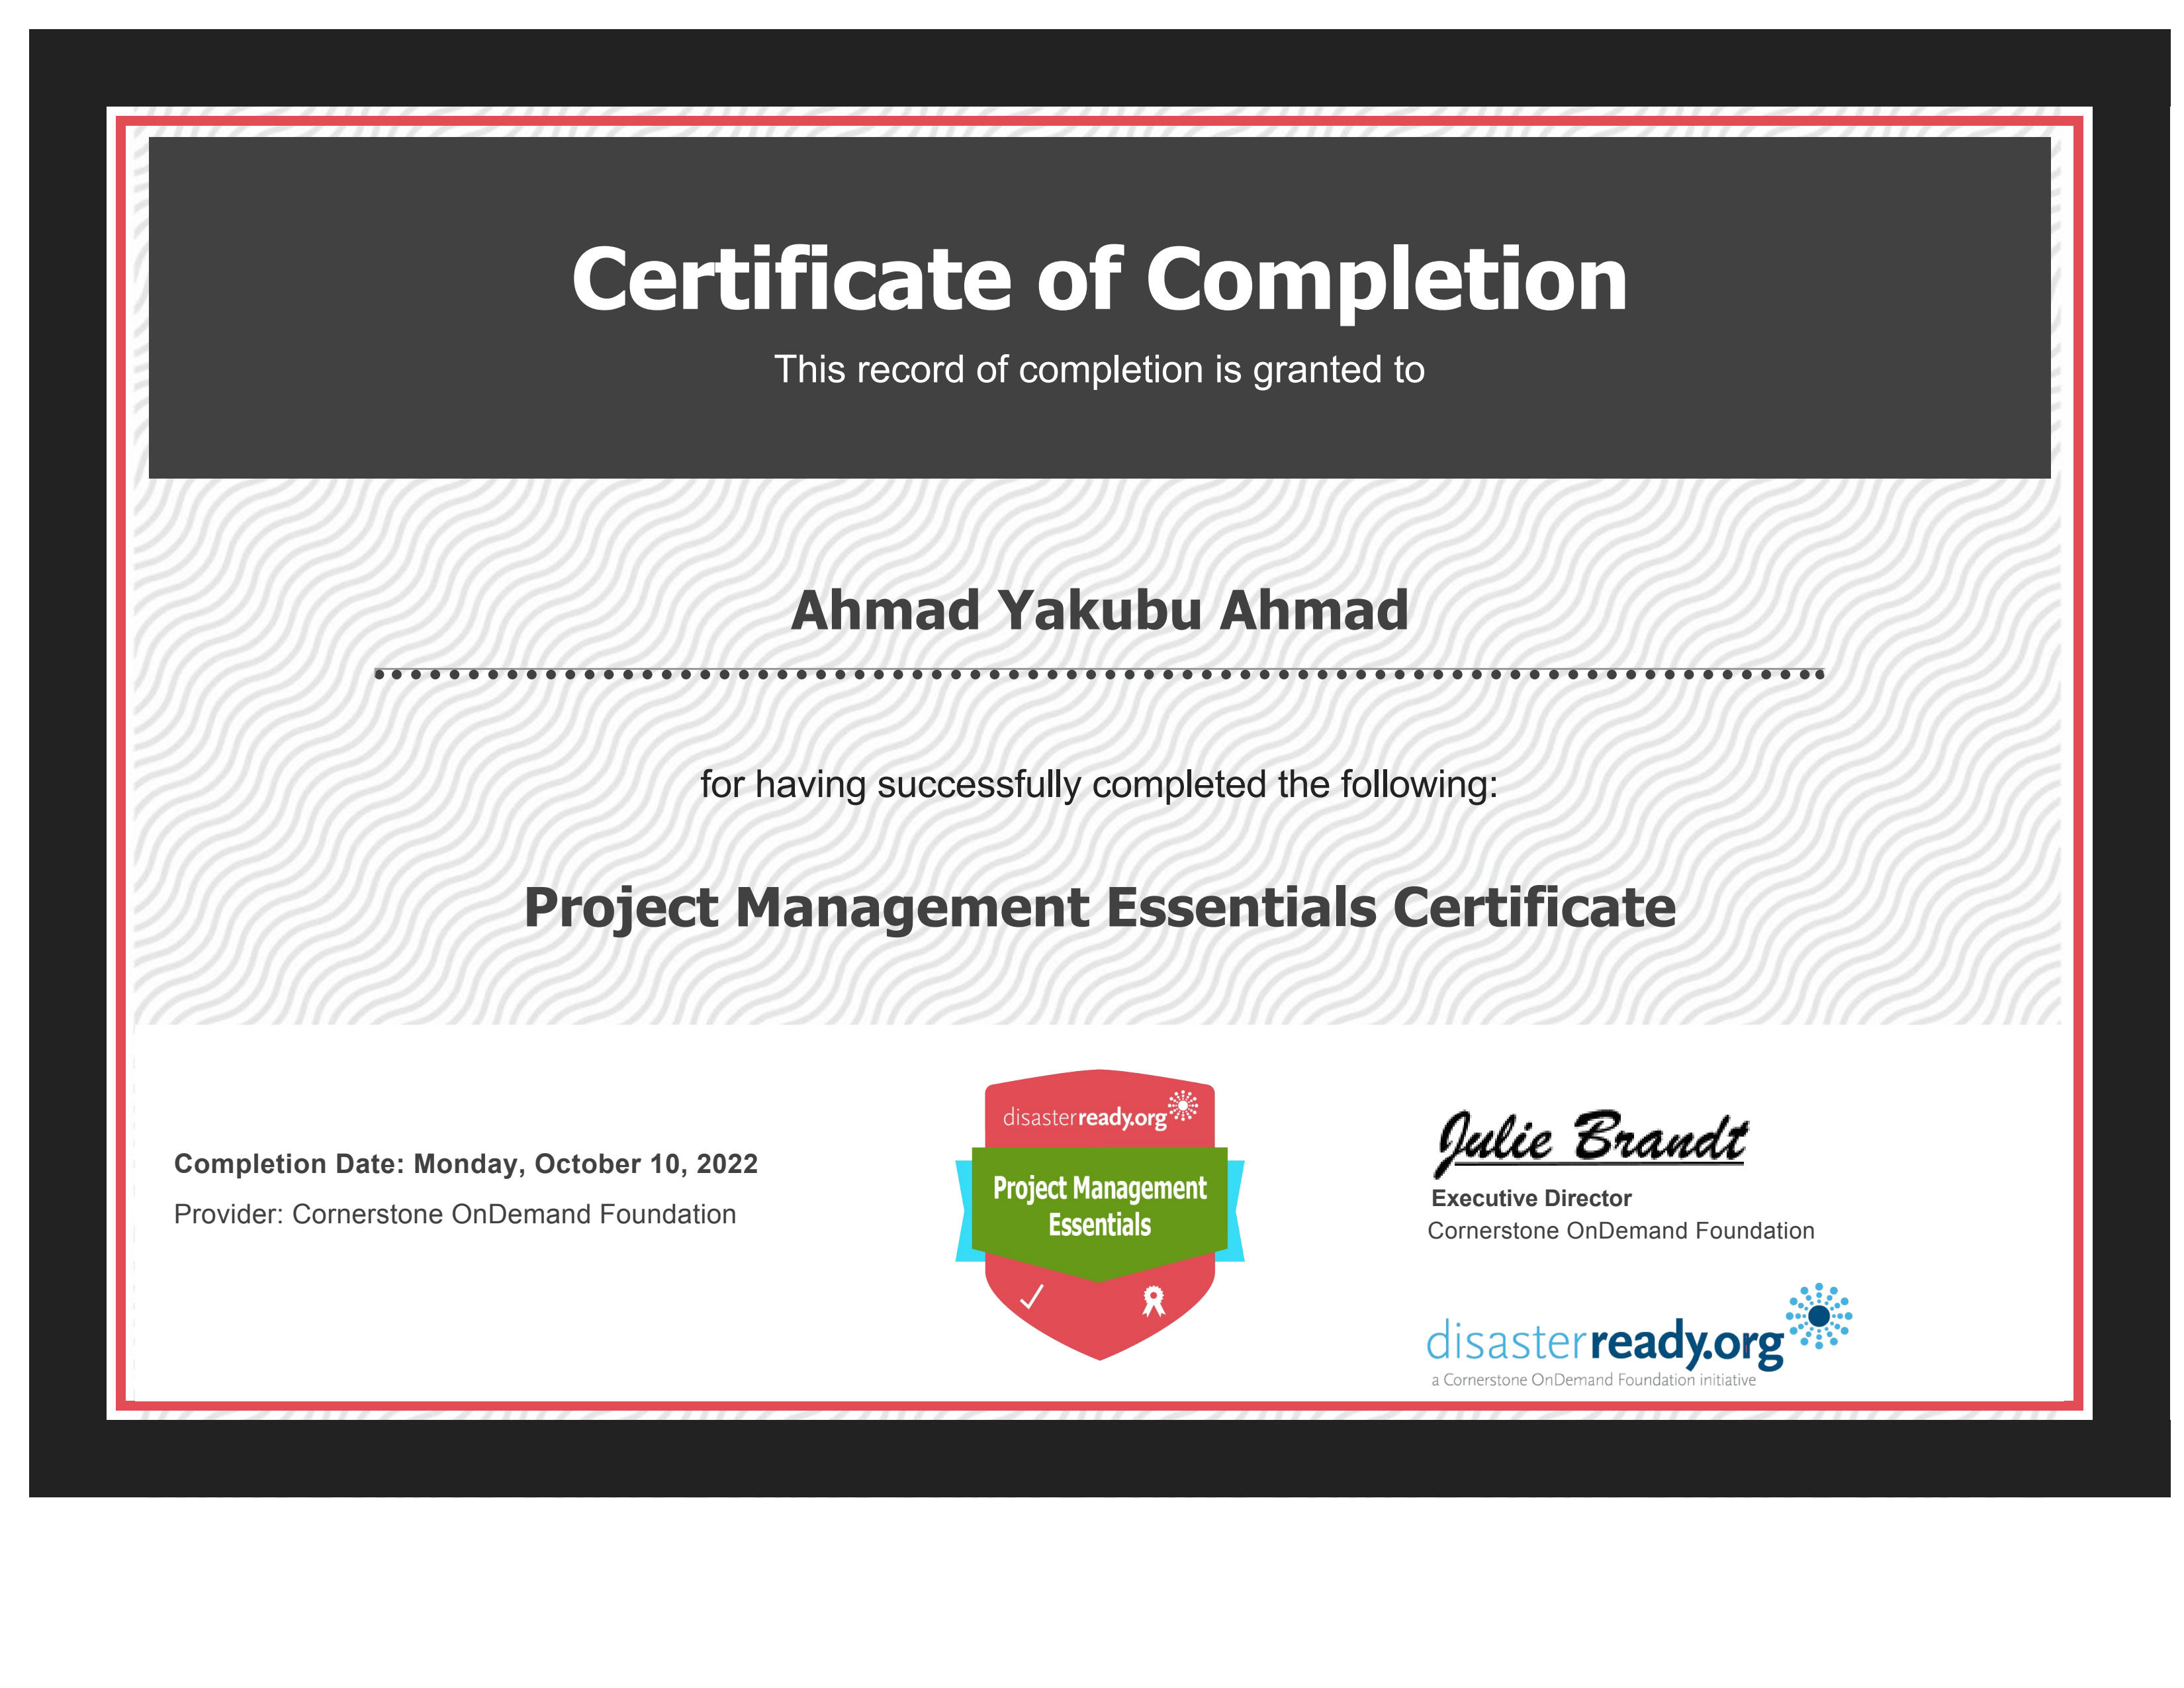 Certificate of Completion
This record of completion is granted to
Ahmad Yakubu Ahmad
for having successfully completed the following:
Project Management Essentials Certificate
Completion Date: Monday, October 10, 2022
Provider: Cornerstone OnDemand Foundation
disasterready.org
Project Management
Essentials
Julie Brandt
Executive Director
Cornerstone OnDemand Foundation
disasterready.org
a Cornerstone OnDemand Foundation initiative